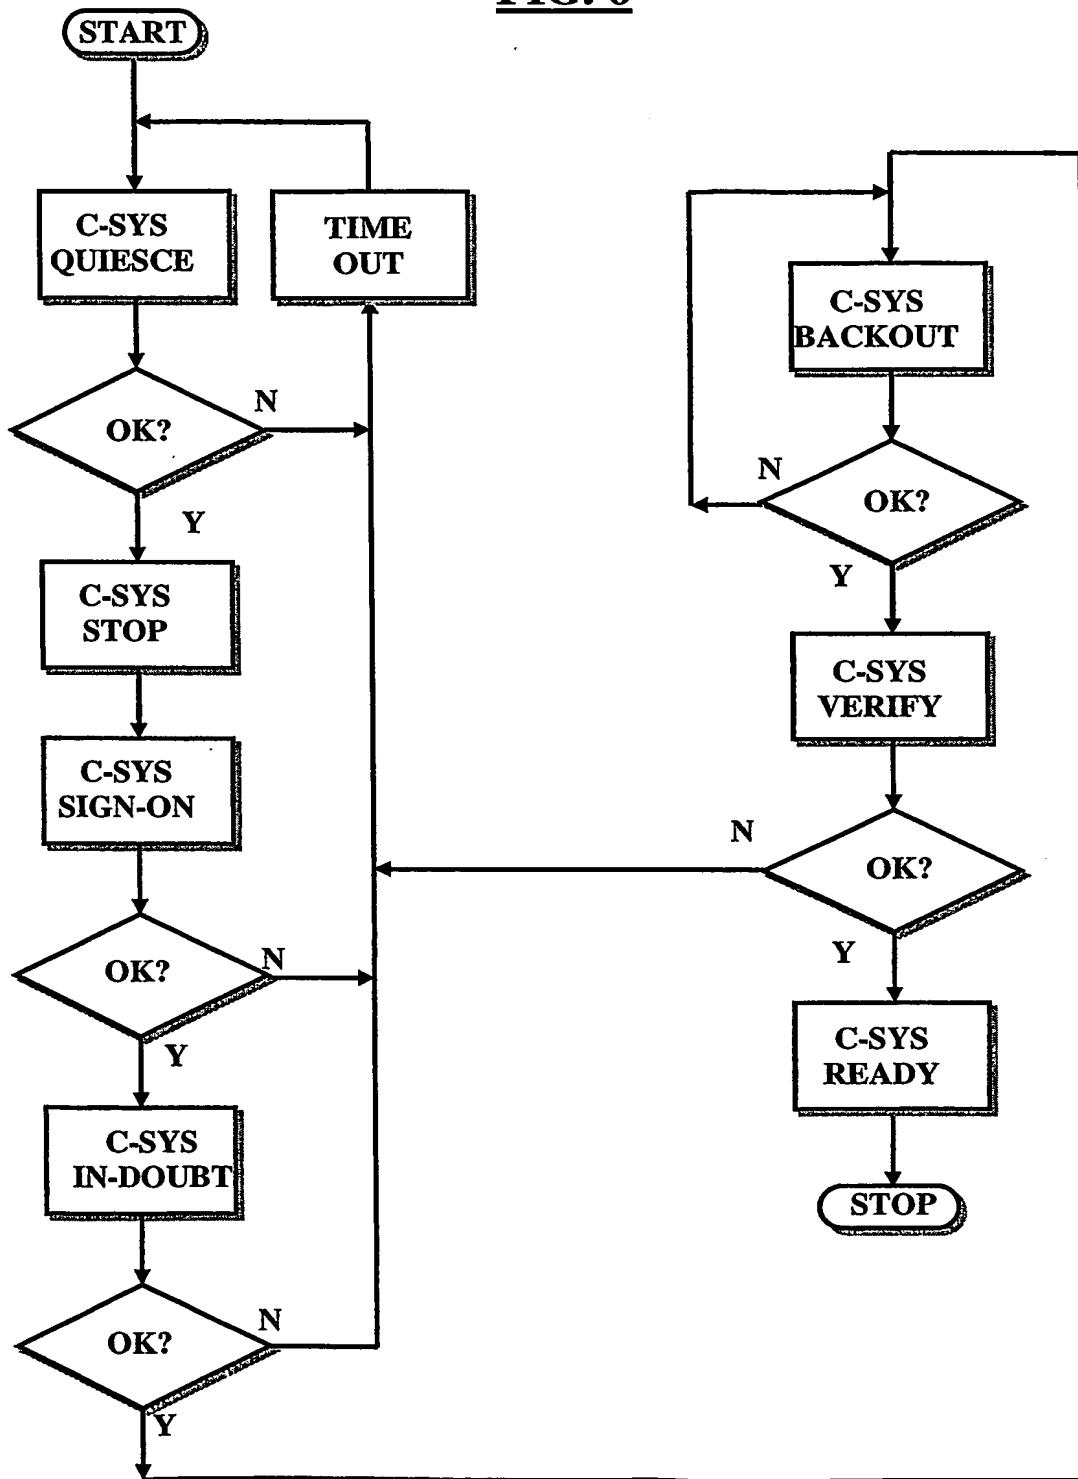 START
C-SYS
QUIESCE
TIME
OUT
OK?
N
Y
C-SYS
STOP
C-SYS
SIGN-ON
OK?
N
Y
C-SYS
IN-DOUBT
OK?
N
Y
C-SYS
BACKOUT
OK?
N
Y
C-SYS
VERIFY
OK?
N
Y
C-SYS
READY
STOP